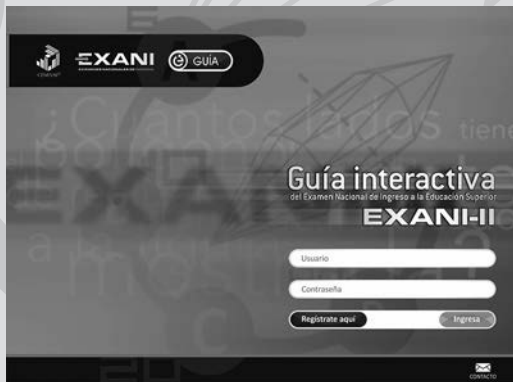 CENEVAL
EXANI
GUÍA
¿Cuántos lados tiene
Guía interactiva
del Examen Nacional de Ingreso a la Educación Superior
EXANI-II
Usuario
Contraseña
Regístrate aquí
Ingresa
CONTACTO